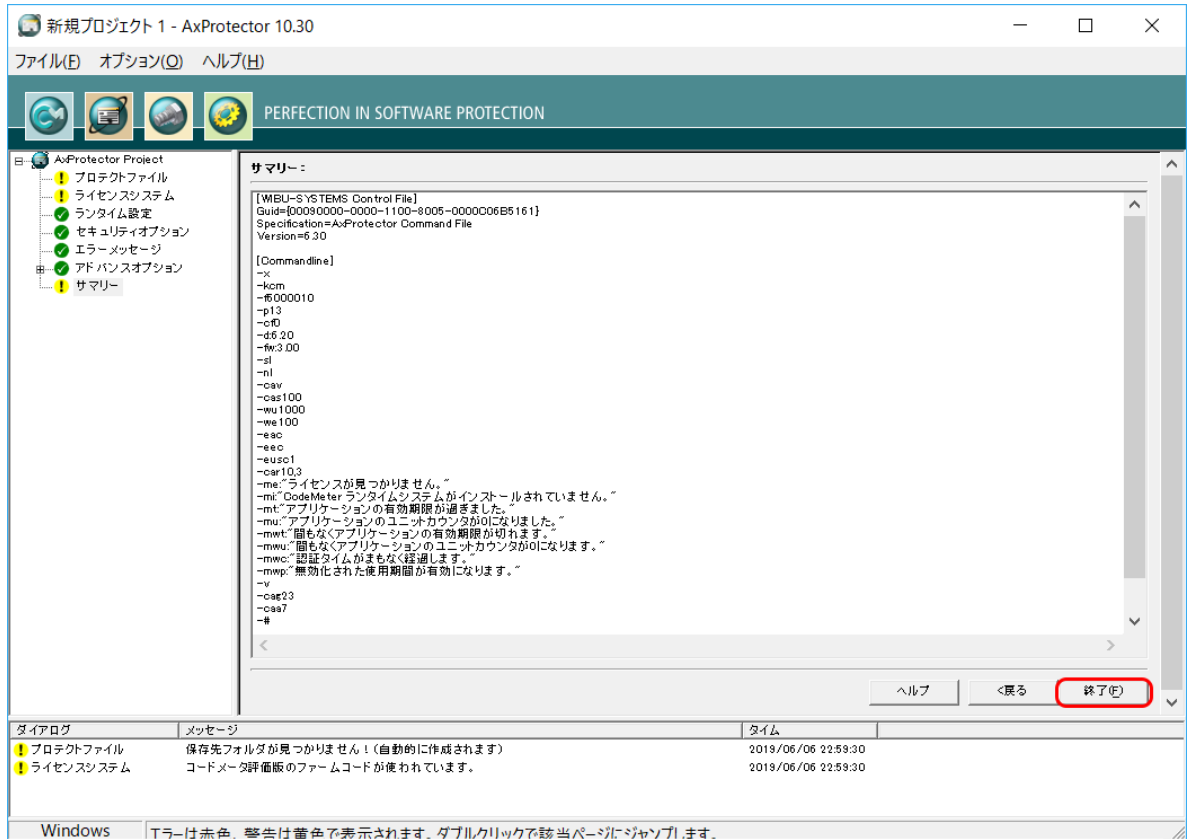 新規プロジェクト 1 - AxProtector 10.30
ファイル(F) オプション(O) ヘルプ(H)
PERFECTION IN SOFTWARE PROTECTION
AxProtector Project
プロテクトファイル
ライセンスシステム
ランタイム設定
セキュリティオプション
エラーメッセージ
アドバンスオプション
サマリー
サマリー:
[WIBU-SYSTEMS Control File]
Guid={00090000-0000-1100-8005-0000C06B5161}
Specification=AxProtector Command File
Version=6.30
[Commandline]
-x
-kcm
-f6000010
-p13
-cf0
-d:6.20
-fw:3.00
-sl
-nl
-cav
-cas100
-wu1000
-we100
-eac
-eec
-eusc1
-car10,3
-me:"ライセンスが見つかりません。"
-mi:"CodeMeter ランタイムシステムがインストールされていません。"
-mt:"アプリケーションの有効期限が過ぎました。"
-mu:"アプリケーションのユニットカウンタが0になりました。"
-mwt:"間もなくアプリケーションの有効期限が切れます。"
-mwu:"間もなくアプリケーションのユニットカウンタが0になります。"
-mwc:"認証タイムがまもなく経過します。"
-mwp:"無効化された使用期間が有効になります。"
-v
-cag23
-caa7
-#
ヘルプ <戻る 終了(F)
ダイアログ メッセージ タイム
プロテクトファイル 保存先フォルダが見つかりません!(自動的に作成されます) 2019/06/06 22:59:30
ライセンスシステム コードメータ評価版のファームコードが使われています。 2019/06/06 22:59:30
Windows エラーは赤色、警告は黄色で表示されます。ダブルクリックで該当ページにジャンプします。